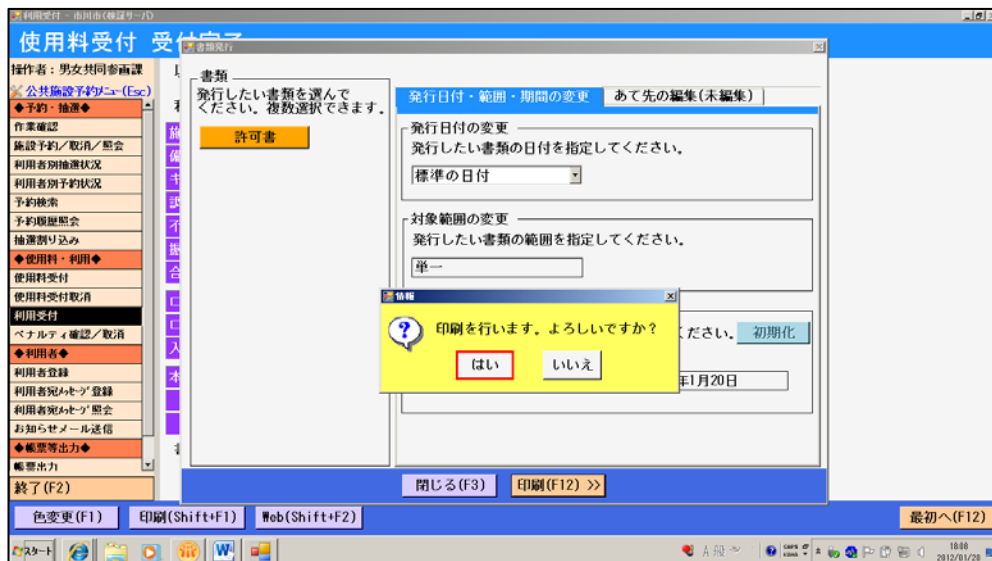 利用受付 - 市川市(検証サーバ)
使用料受付 受付完了
操作者：男女共同参画課
公共施設予約メニュー(Esc)
◆予約・抽選◆
作業確認
施設予約／取消／照会
利用者別抽選状況
利用者別予約状況
予約検索
予約履歴照会
抽選割り込み
◆使用料・利用◆
使用料受付
使用料受付取消
利用受付
ペナルティ確認／取消
◆利用者◆
利用者登録
利用者宛メッセージ登録
利用者宛メッセージ照会
お知らせメール送信
◆帳票等出力◆
帳票出力
終了(F2)
書類発行
書類
発行したい書類を選んで
ください。複数選択できます。
許可書
発行日付・範囲・期間の変更
あて先の編集(未編集)
発行日付の変更
発行したい書類の日付を指定してください。
標準の日付
対象範囲の変更
発行したい書類の範囲を指定してください。
単一
ください。
初期化
年1月20日
情報
印刷を行います。よろしいですか？
はい
いいえ
閉じる(F3)
印刷(F12) >>
色変更(F1)
印刷(Shift+F1)
Web(Shift+F2)
最初へ(F12)
スタート
A 般
CAPS
KANA
18:08
2012/01/20